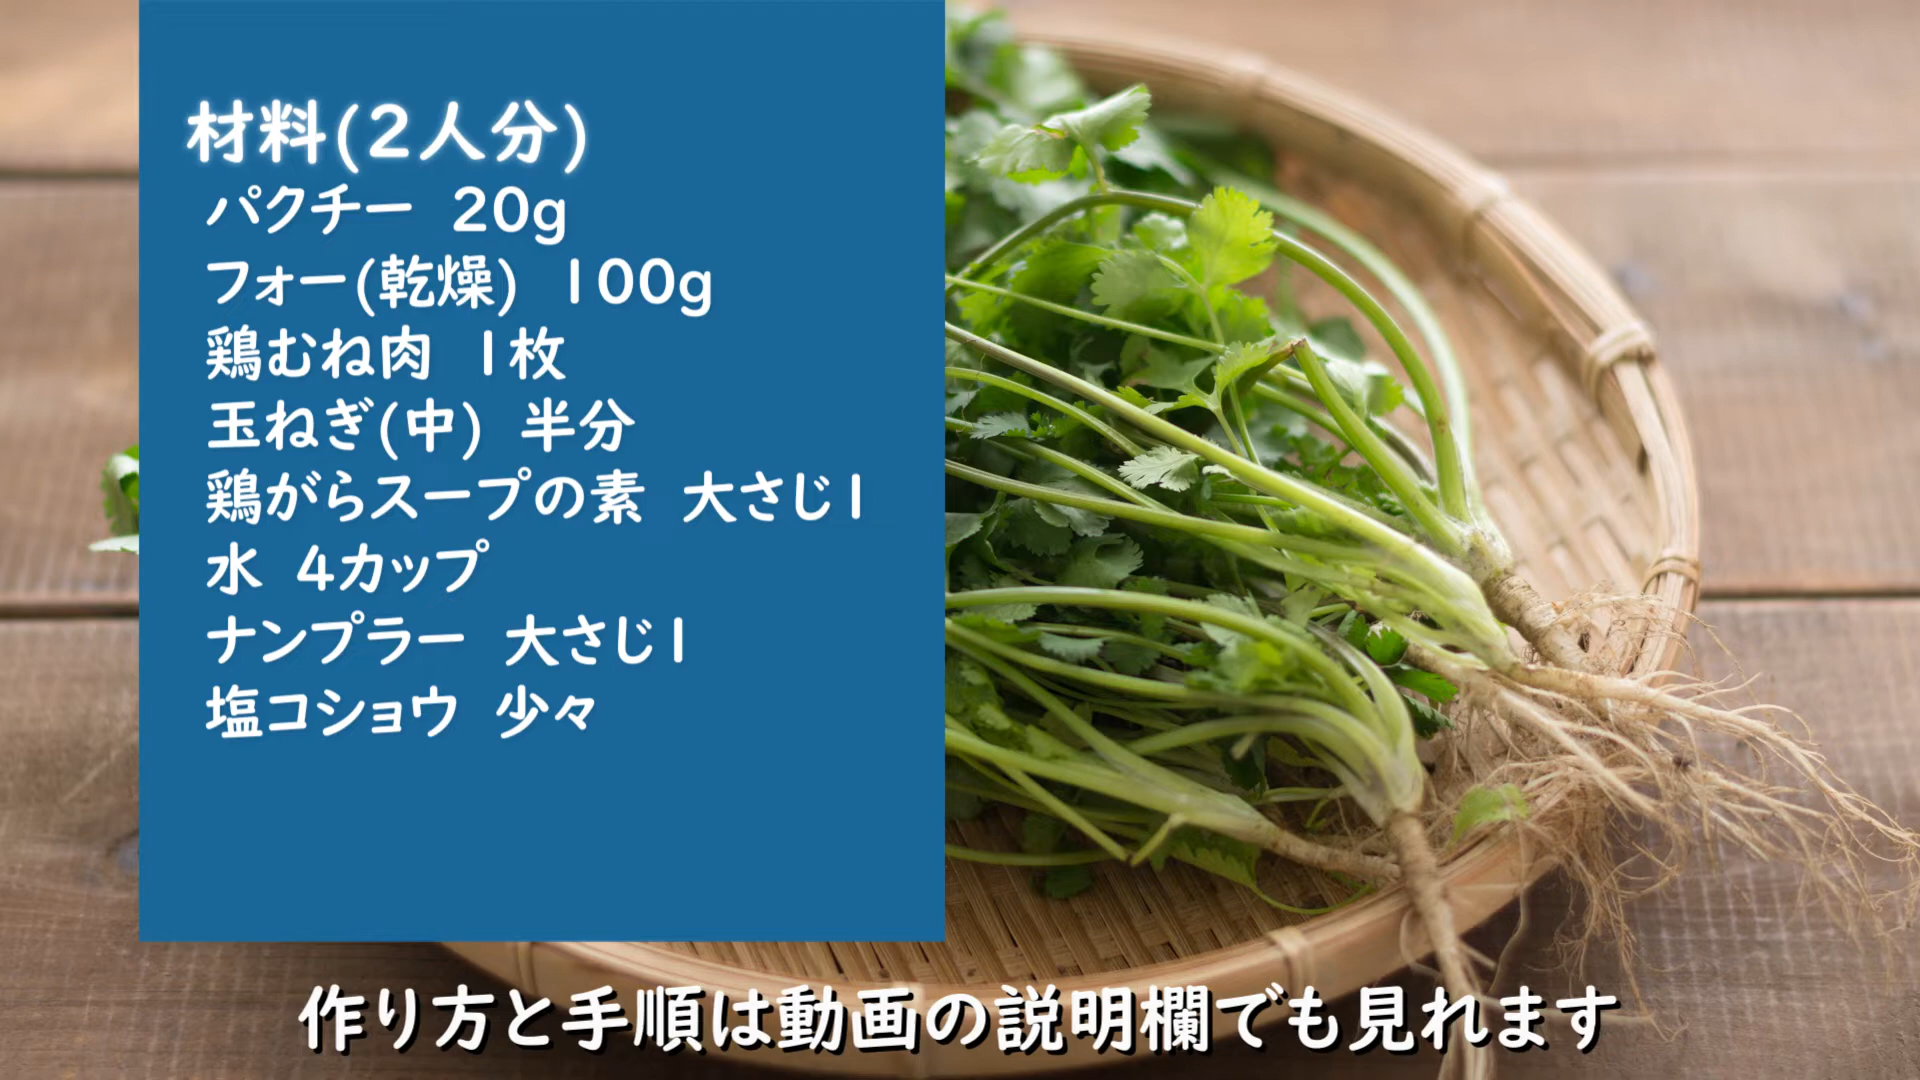 材料(2人分)
パクチー 20g
フォー(乾燥) 100g
鶏むね肉 1枚
玉ねぎ(中) 半分
鶏がらスープの素 大さじ1
水 4カップ
ナンプラー 大さじ1
塩コショウ 少々
作り方と手順は動画の説明欄でも見れます